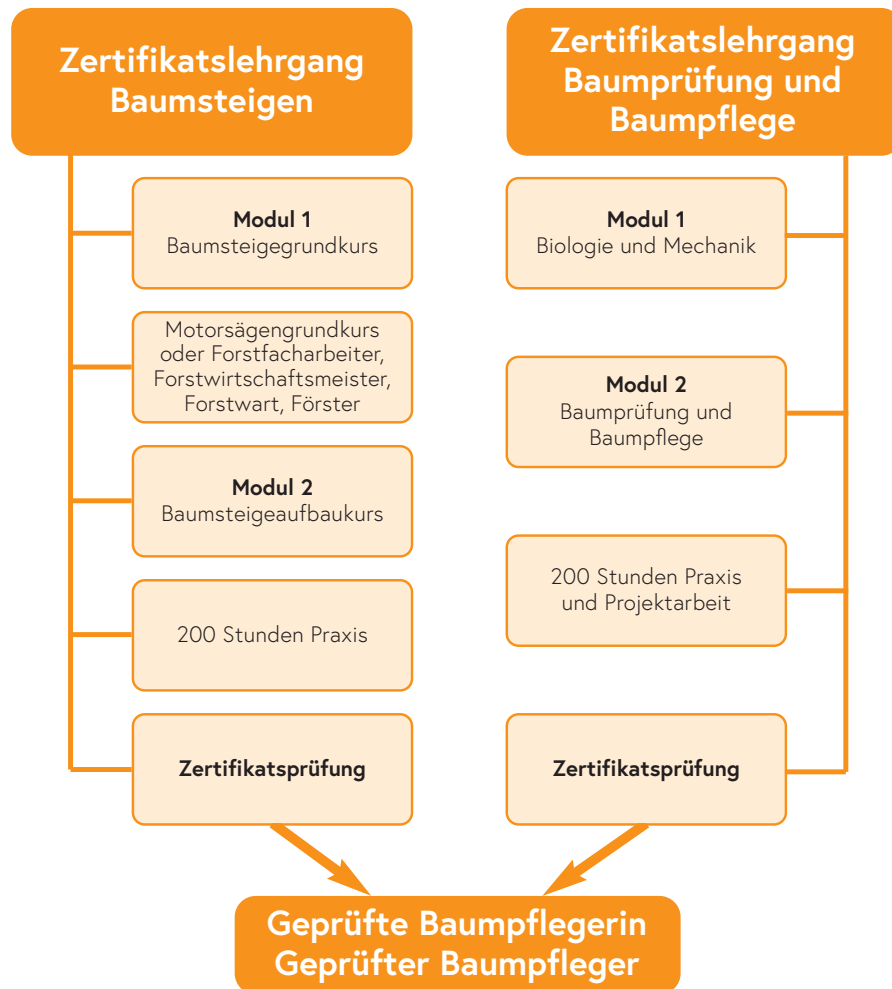 Zertifikatslehrgang
Baumsteigen
Modul 1
Baumsteigegrundkurs
Motorsägengrundkurs
oder Forstfacharbeiter,
Forstwirtschaftsmeister,
Forstwart, Förster
Modul 2
Baumsteigeaufbaukurs
200 Stunden Praxis
Zertifikatsprüfung
Zertifikatslehrgang
Baumprüfung und
Baumpflege
Modul 1
Biologie und Mechanik
Modul 2
Baumprüfung und
Baumpflege
200 Stunden Praxis
und Projektarbeit
Zertifikatsprüfung
Geprüfte Baumpflegerin
Geprüfter Baumpfleger